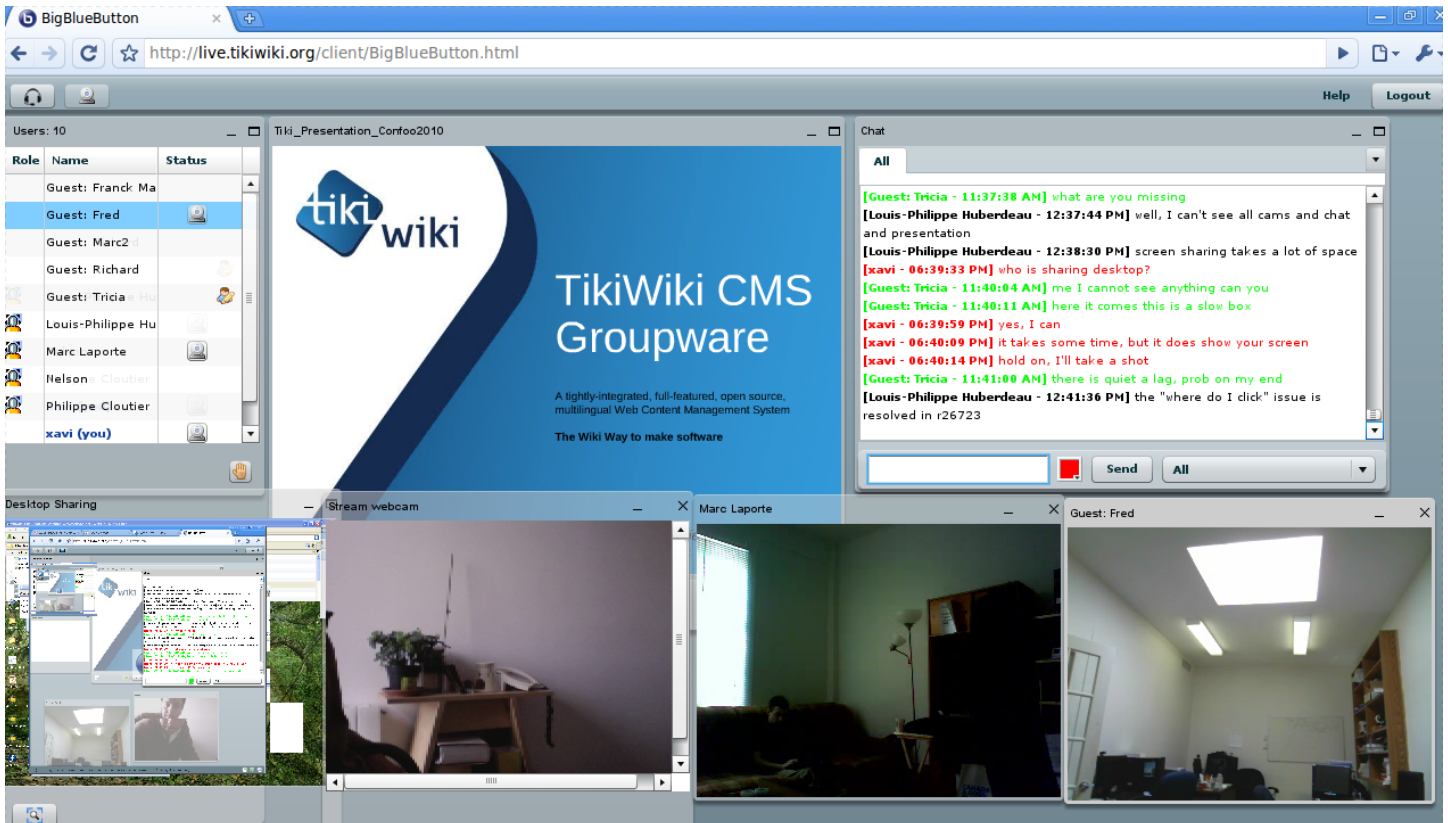 BigBlueButton
http://live.tikiwiki.org/client/BigBlueButton.html
Help
Logout
Users: 10
Role Name Status
Guest: Franck Ma
Guest: Fred
Guest: Marc2
Guest: Richard
Guest: Tricia
Louis-Philippe Hu
Marc Laporte
Nelson Cloutier
Philippe Cloutier
xavi (you)
Tiki_Presentation_Confoo2010
tiki
wiki
TikiWiki CMS
Groupware
A tightly-integrated, full-featured, open source,
multilingual Web Content Management System
The Wiki Way to make software
Chat
All
[Guest: Tricia - 11:37:38 AM] what are you missing
[Louis-Philippe Huberdeau - 12:37:44 PM] well, I can't see all cams and chat
and presentation
[Louis-Philippe Huberdeau - 12:38:30 PM] screen sharing takes a lot of space
[xavi - 06:39:33 PM] who is sharing desktop?
[Guest: Tricia - 11:40:04 AM] me I cannot see anything can you
[Guest: Tricia - 11:40:11 AM] here it comes this is a slow box
[xavi - 06:39:59 PM] yes, I can
[xavi - 06:40:09 PM] it takes some time, but it does show your screen
[xavi - 06:40:14 PM] hold on, I'll take a shot
[Guest: Tricia - 11:41:00 AM] there is quiet a lag, prob on my end
[Louis-Philippe Huberdeau - 12:41:36 PM] the "where do I click" issue is
resolved in r26723
Send
All
Desktop Sharing
tiki
wiki
Stream webcam
Marc Laporte
Guest: Fred